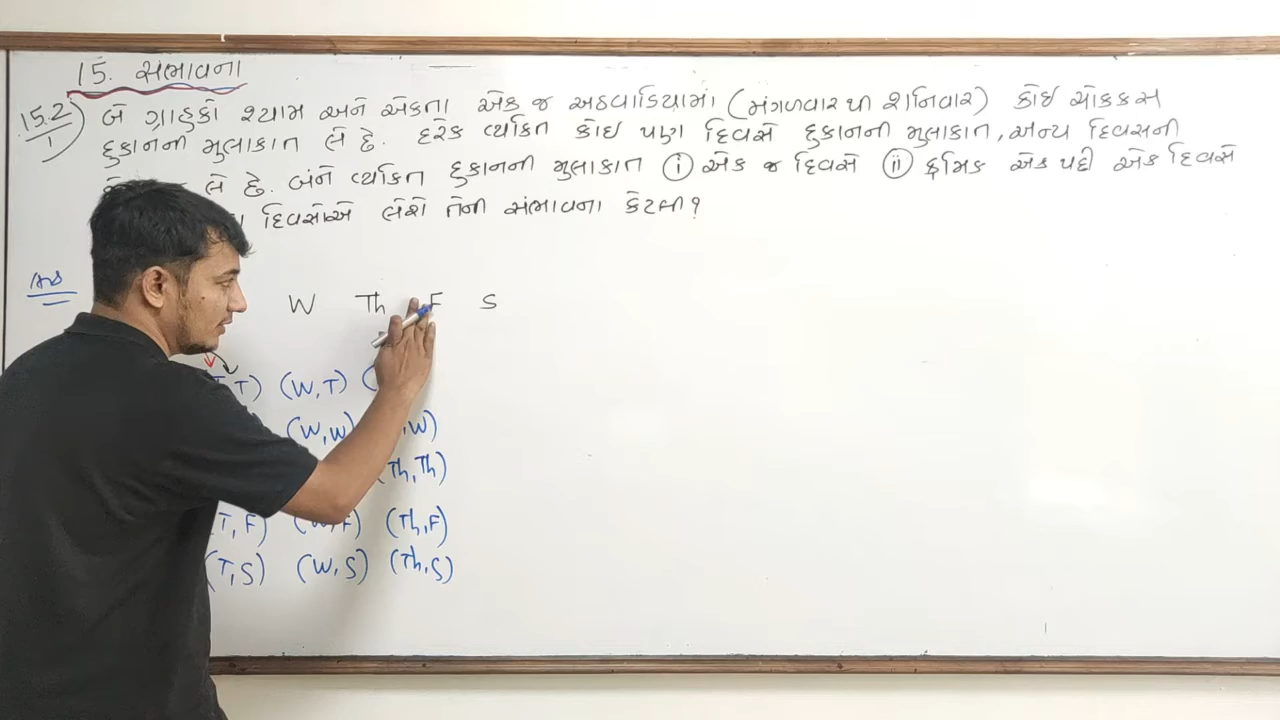 15. સંભાવના
15.2) 1
બે ગ્રાહકો શ્યામ અને એકતા એક જ અઠવાડિયામાં (મંગળવાર થી શનિવાર) કોઈ ચોક્કસ
દુકાનની મુલાકાત લે છે. દરેક વ્યકિત કોઈ પણ દિવસે દુકાનની મુલાકાત, અન્ય દિવસની
લે છે. બંને વ્યકિત દુકાનની મુલાકાત (i) એક જ દિવસે (ii) ક્રમિક એક પછી એક દિવસે
દિવસોએ લેશે તેની સંભાવના કેટલી?
Ans
W Th F S
T) (W, T) (
(W, W) , W)
(Th, Th)
T, F) (W, F) (Th, F)
(T, S) (W, S) (Th, S)